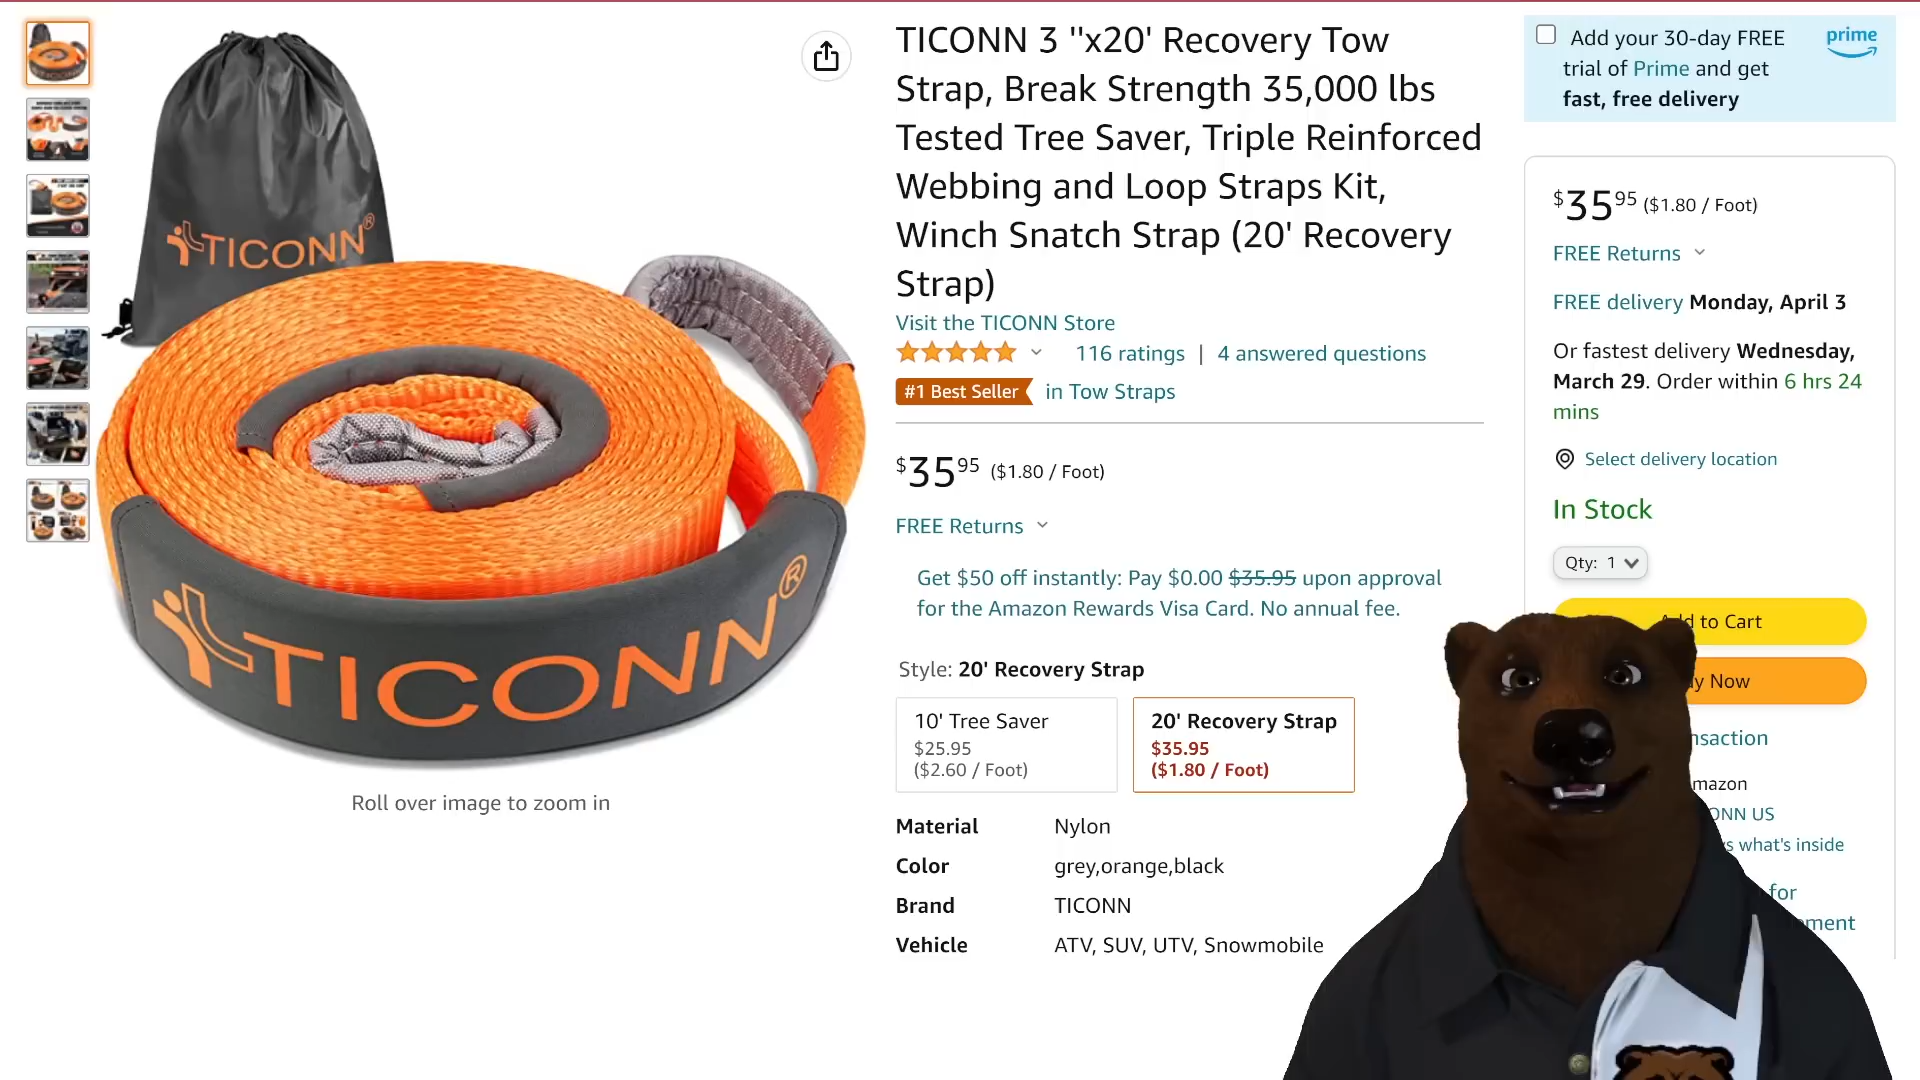 TICONN®
TICONN®
Roll over image to zoom in
TICONN 3 ''x20' Recovery Tow
Strap, Break Strength 35,000 lbs
Tested Tree Saver, Triple Reinforced
Webbing and Loop Straps Kit,
Winch Snatch Strap (20' Recovery
Strap)
Visit the TICONN Store
116 ratings | 4 answered questions
#1 Best Seller in Tow Straps
$35 95 ($1.80 / Foot)
FREE Returns
Get $50 off instantly: Pay $0.00 $35.95 upon approval
for the Amazon Rewards Visa Card. No annual fee.
Style: 20' Recovery Strap
10' Tree Saver
$25.95
($2.60 / Foot)
20' Recovery Strap
$35.95
($1.80 / Foot)
Material Nylon
Color grey,orange,black
Brand TICONN
Vehicle ATV, SUV, UTV, Snowmobile
Add your 30-day FREE
trial of Prime and get
fast, free delivery
prime
$35 95 ($1.80 / Foot)
FREE Returns
FREE delivery Monday, April 3
Or fastest delivery Wednesday,
March 29. Order within 6 hrs 24
mins
Select delivery location
In Stock
Qty: 1
to Cart
Now
nsaction
mazon
ONN US
s what's inside
for
ment